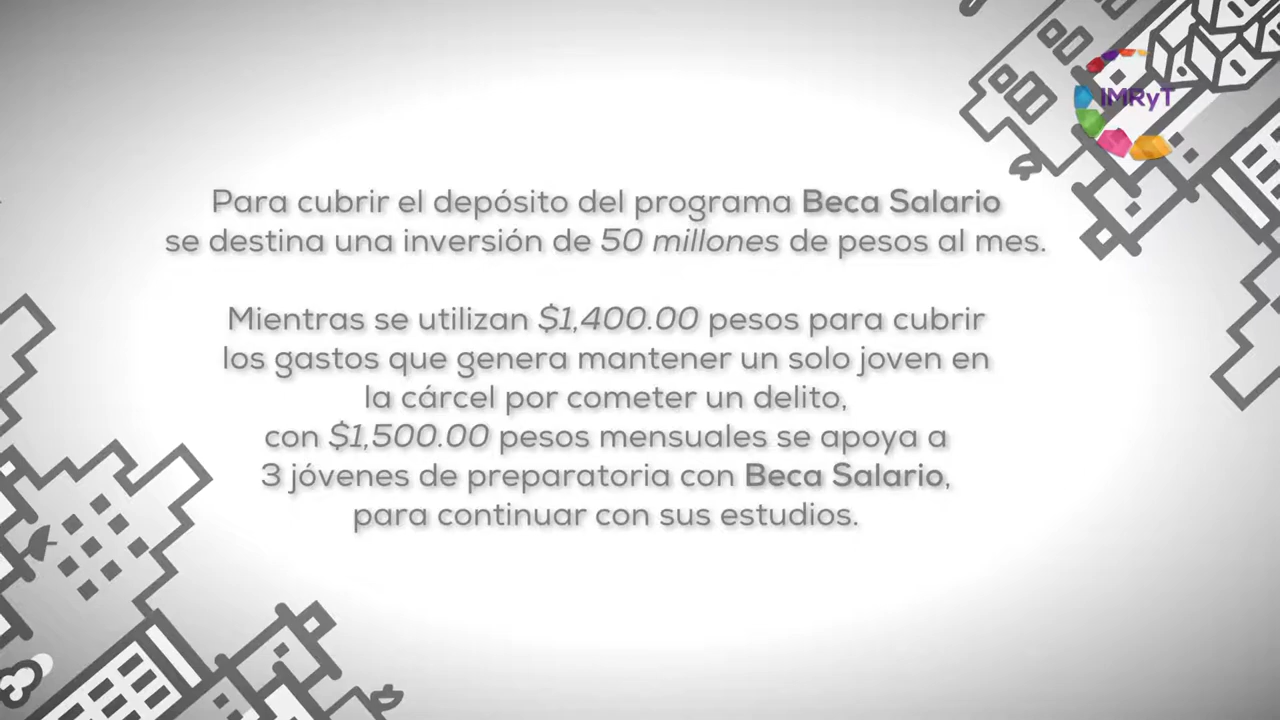 IMRyT
Para cubrir el depósito del programa Beca Salario
se destina una inversión de 50 millones de pesos al mes.
Mientras se utilizan $1,400.00 pesos para cubrir
los gastos que genera mantener un solo joven en
la cárcel por cometer un delito,
con $1,500.00 pesos mensuales se apoya a
3 jóvenes de preparatoria con Beca Salario,
para continuar con sus estudios.